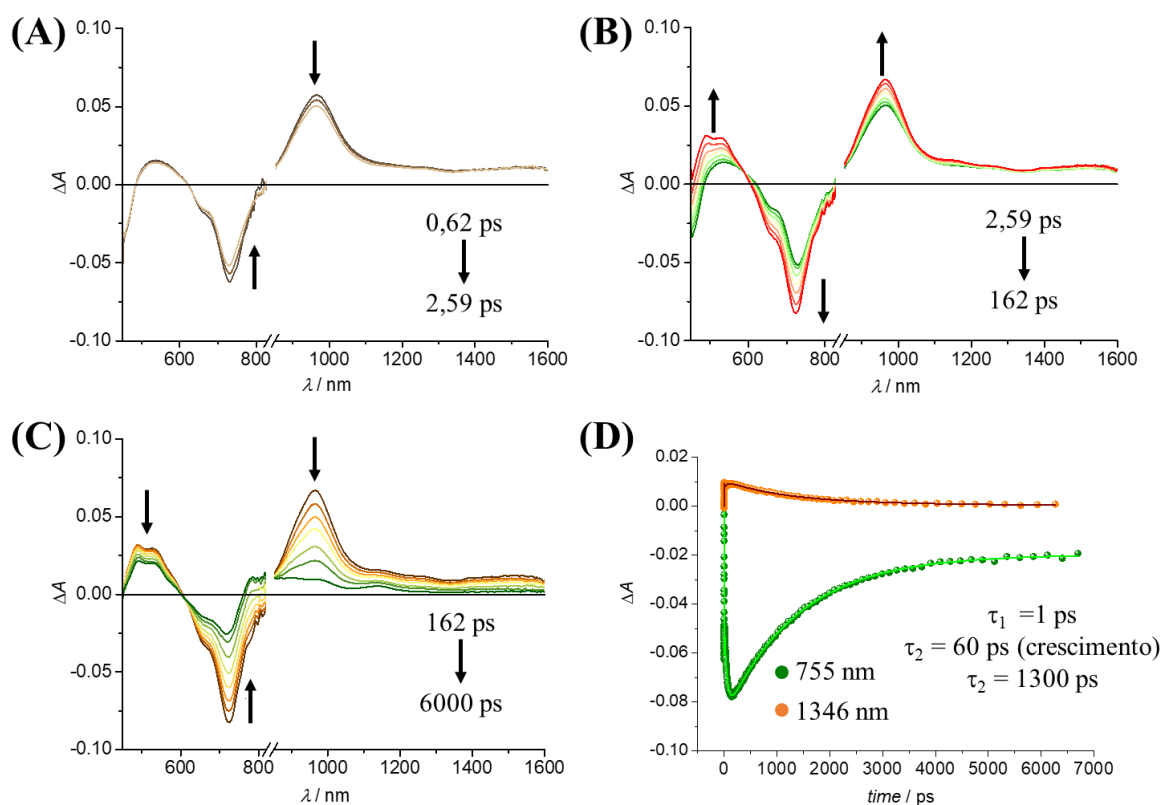 (A)
0.10
0.05
0.00
-0.05
-0.10
ΔA
600
800
1000
1200
1400
1600
λ / nm
0,62 ps
2,59 ps
(B)
0.10
0.05
0.00
-0.05
-0.10
ΔA
600
800
1000
1200
1400
1600
λ / nm
2,59 ps
162 ps
(C)
0.10
0.05
0.00
-0.05
-0.10
ΔA
600
800
1000
1200
1400
1600
λ / nm
162 ps
6000 ps
(D)
0.02
0.00
-0.02
-0.04
-0.06
-0.08
-0.10
ΔA
0
1000
2000
3000
4000
5000
6000
7000
time / ps
τ1 =1 ps
τ2 = 60 ps (crescimento)
τ2 = 1300 ps
755 nm
1346 nm